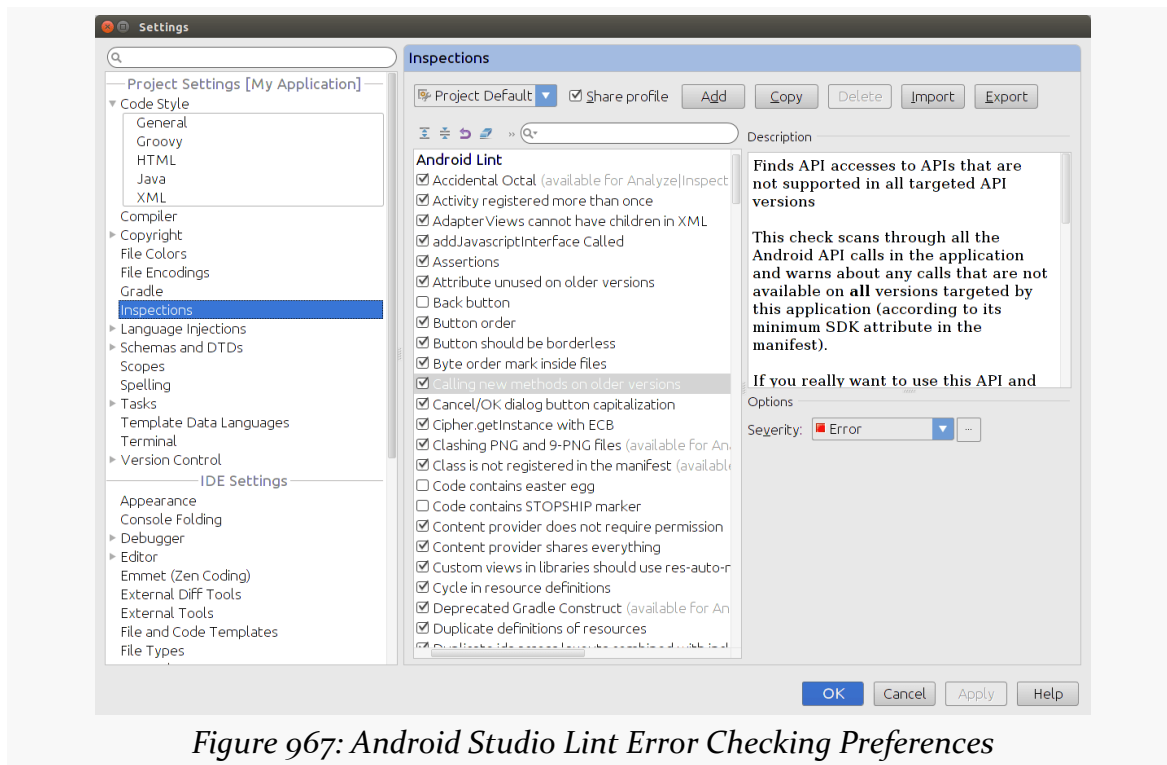 Settings
Project Settings [My Application]
Code Style
General
Groovy
HTML
Java
XML
Compiler
Copyright
File Colors
File Encodings
Gradle
Inspections
Language Injections
Schemas and DTDs
Scopes
Spelling
Tasks
Template Data Languages
Terminal
Version Control
IDE Settings
Appearance
Console Folding
Debugger
Editor
Emmet (Zen Coding)
External Diff Tools
External Tools
File and Code Templates
File Types
Inspections
Project Default Share profile Add Copy Delete Import Export
»
Android Lint
Accidental Octal (available for Analyze|Inspect
Activity registered more than once
AdapterViews cannot have children in XML
addJavascriptInterface Called
Assertions
Attribute unused on older versions
Back button
Button order
Button should be borderless
Byte order mark inside files
Calling new methods on older versions
Cancel/OK dialog button capitalization
Cipher.getInstance with ECB
Clashing PNG and 9-PNG files (available for An
Class is not registered in the manifest (availabl
Code contains easter egg
Code contains STOPSHIP marker
Content provider does not require permission
Content provider shares everything
Custom views in libraries should use res-auto-n
Cycle in resource definitions
Deprecated Gradle Construct (available for An
Duplicate definitions of resources
Description
Finds API accesses to APIs that are
not supported in all targeted API
versions
This check scans through all the
Android API calls in the application
and warns about any calls that are not
available on all versions targeted by
this application (according to its
minimum SDK attribute in the
manifest).
If you really want to use this API and
Options
Severity: Error ...
OK Cancel Apply Help
Figure 967: Android Studio Lint Error Checking Preferences